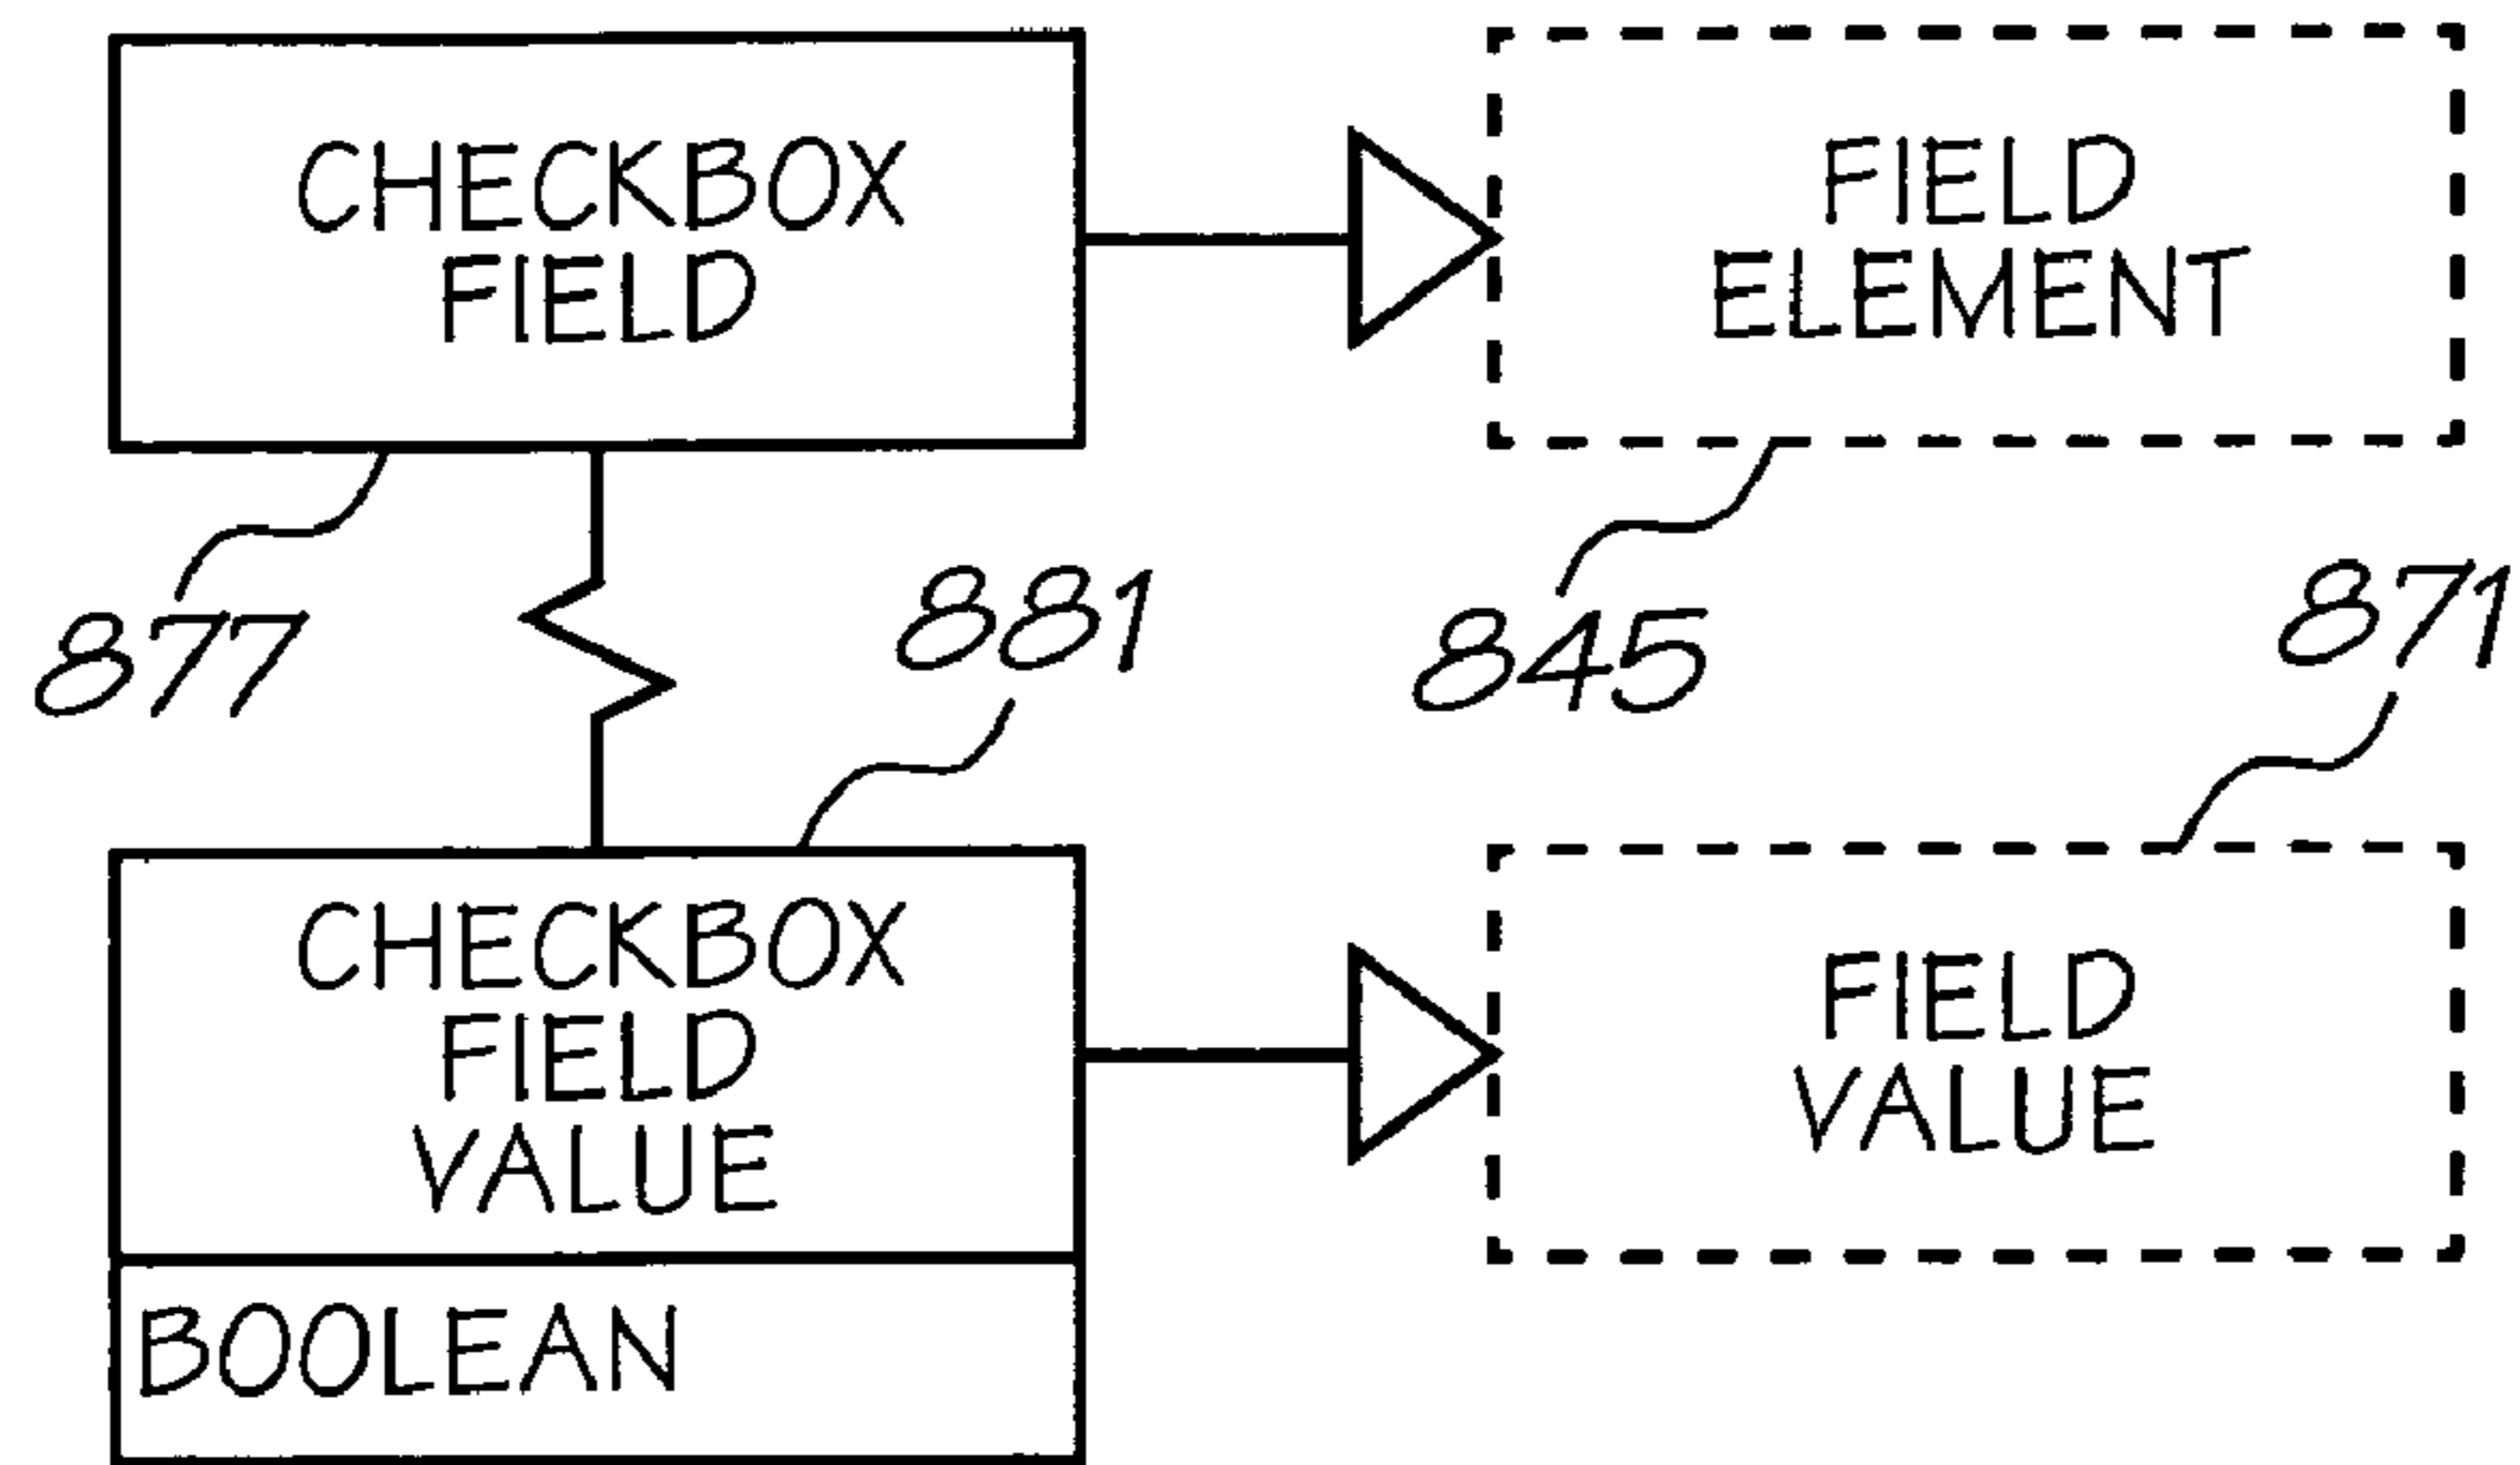 CHECKBOX
FIELD
FIELD
ELEMENT
877
881
845
871
CHECKBOX
FIELD
VALUE
FIELD
VALUE
BOOLEAN